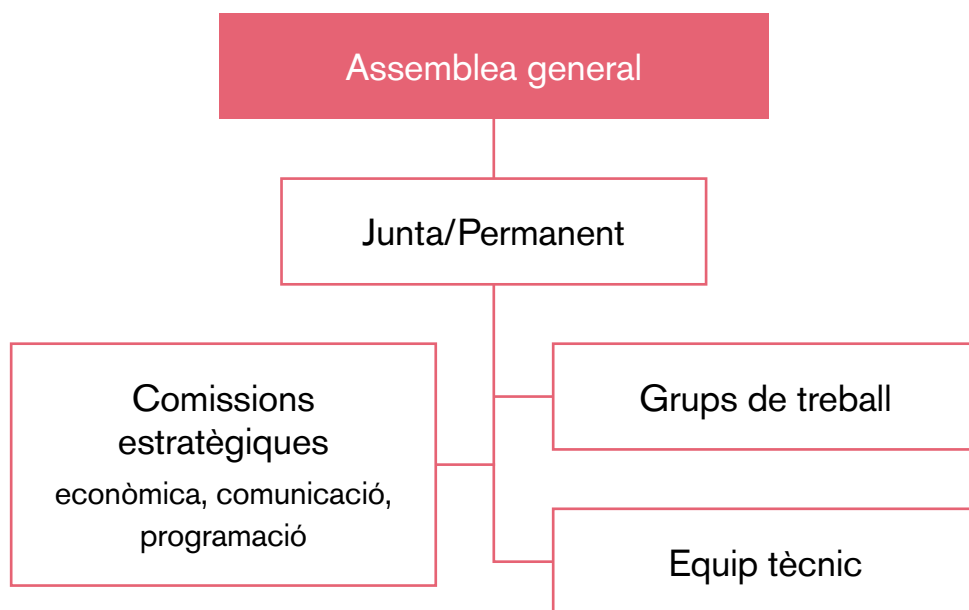 Assemblea general
Junta/Permanent
Comissions
estratègiques
econòmica, comunicació,
programació
Grups de treball
Equip tècnic